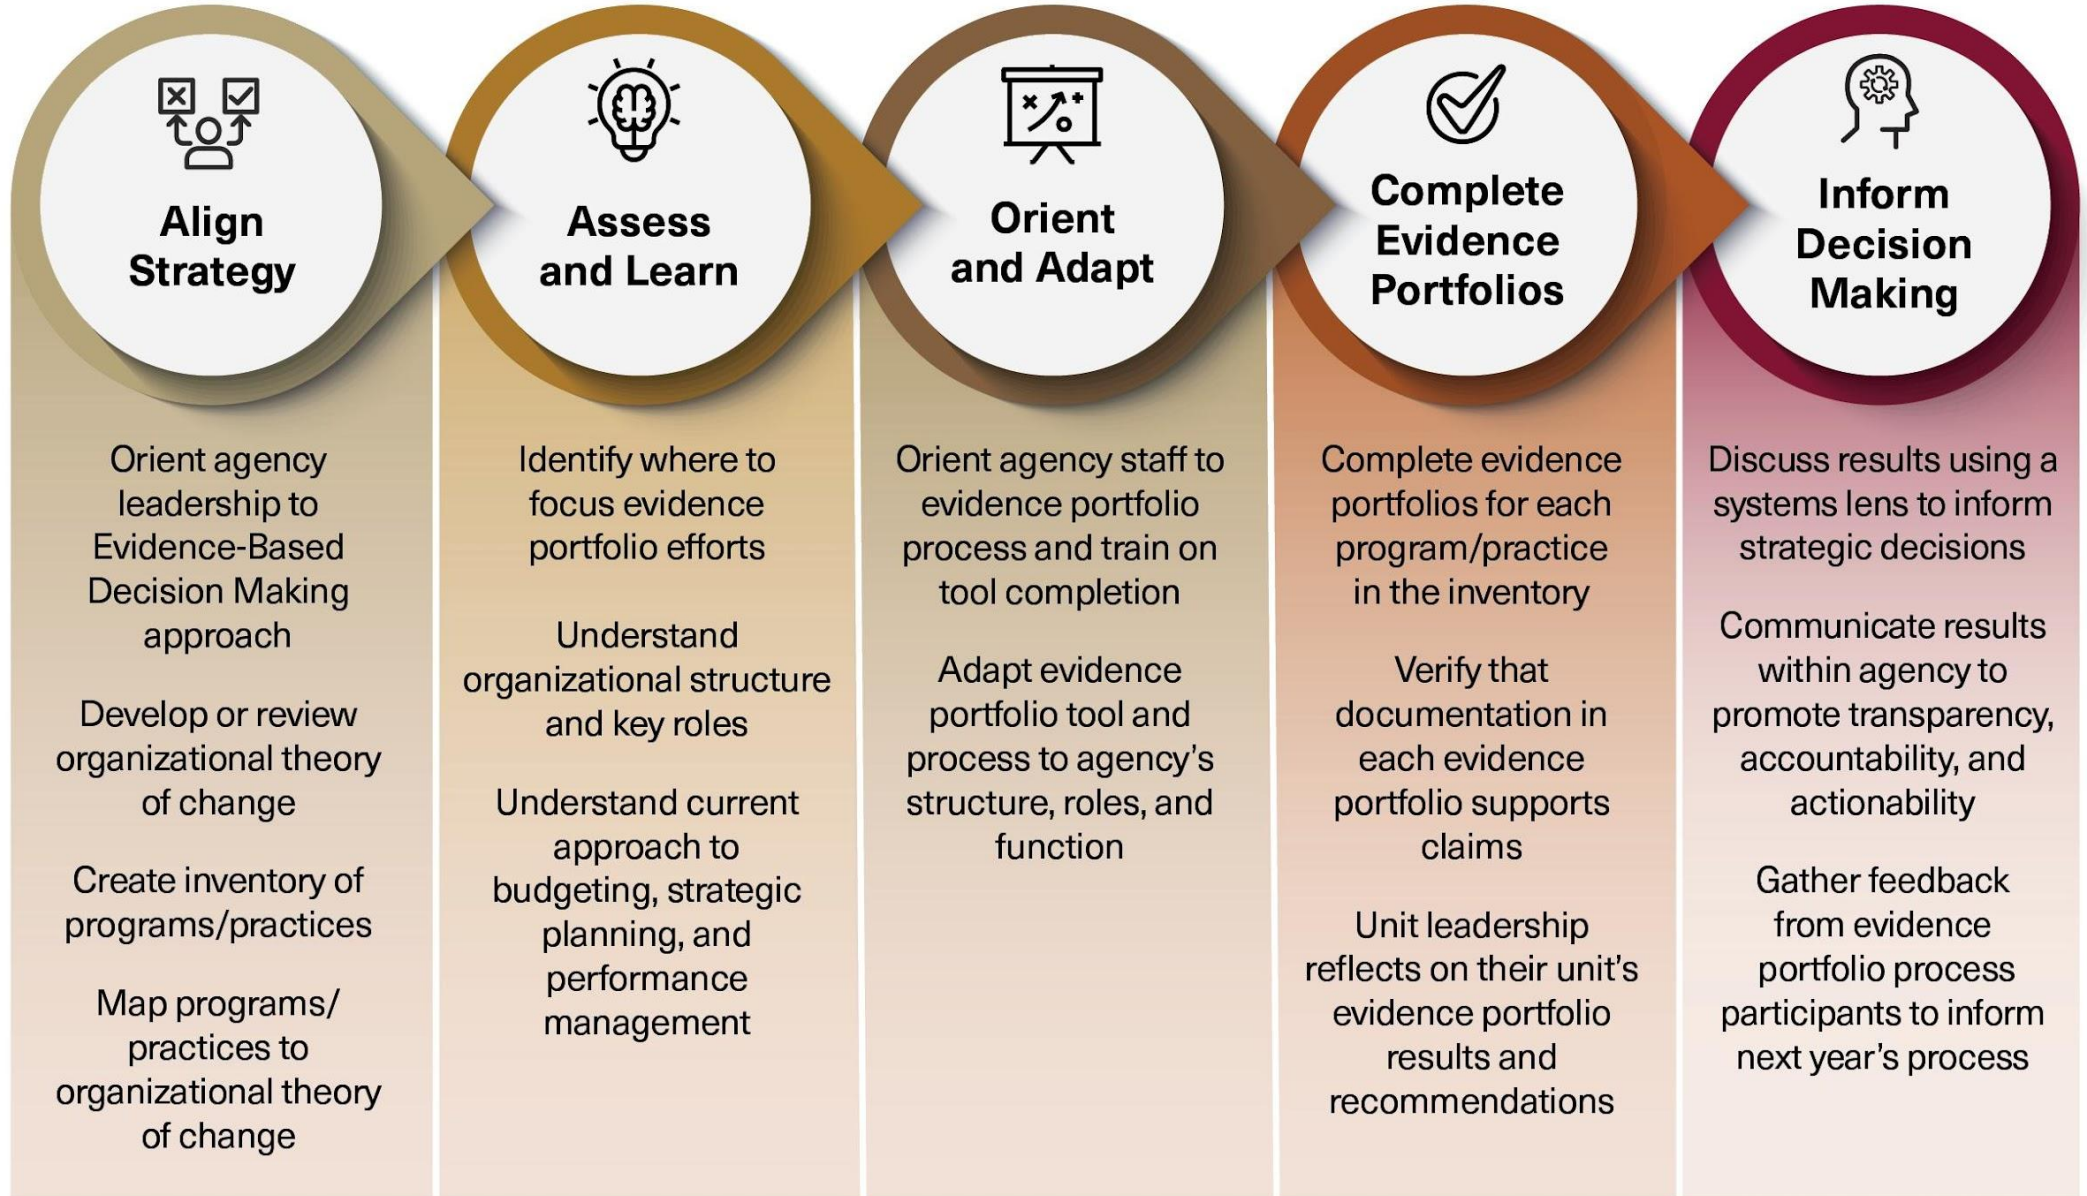 Align
Strategy
Orient agency
leadership to
Evidence-Based
Decision Making
approach
Develop or review
organizational theory
of change
Create inventory of
programs/practices
Map programs/
practices to
organizational theory
of change
Assess
and Learn
Identify where to
focus evidence
portfolio efforts
Understand
organizational structure
and key roles
Understand current
approach to
budgeting, strategic
planning, and
performance
management
Orient
and Adapt
Orient agency staff to
evidence portfolio
process and train on
tool completion
Adapt evidence
portfolio tool and
process to agency's
structure, roles, and
function
Complete
Evidence
Portfolios
Complete evidence
portfolios for each
program/practice
in the inventory
Verify that
documentation in
each evidence
portfolio supports
claims
Unit leadership
reflects on their unit's
evidence portfolio
results and
recommendations
Inform
Decision
Making
Discuss results using a
systems lens to inform
strategic decisions
Communicate results
within agency to
promote transparency,
accountability, and
actionability
Gather feedback
from evidence
portfolio process
participants to inform
next year's process